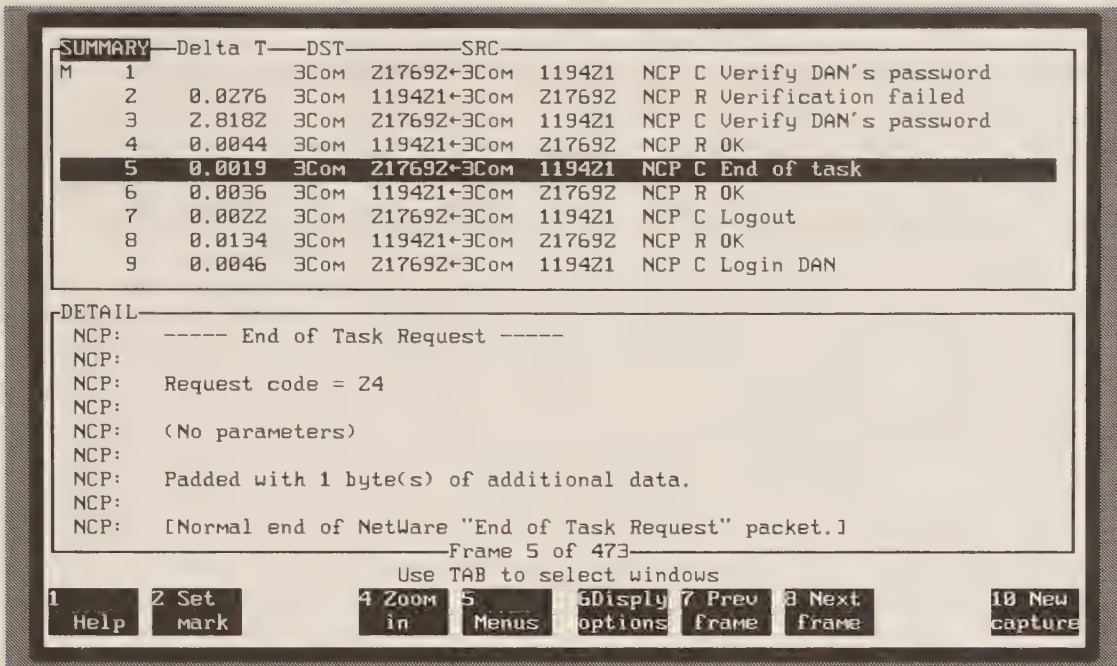 SUMMARY Delta T DST SRC
M 1 3Com 217692←3Com 119421 NCP C Verify DAN's password
2 0.0276 3Com 119421←3Com 217692 NCP R Verification failed
3 2.8182 3Com 217692←3Com 119421 NCP C Verify DAN's password
4 0.0044 3Com 119421←3Com 217692 NCP R OK
5 0.0019 3Com 217692←3Com 119421 NCP C End of task
6 0.0036 3Com 119421←3Com 217692 NCP R OK
7 0.0022 3Com 217692←3Com 119421 NCP C Logout
8 0.0134 3Com 119421←3Com 217692 NCP R OK
9 0.0046 3Com 217692←3Com 119421 NCP C Login DAN
DETAIL
NCP: ----- End of Task Request -----
NCP:
NCP: Request code = 24
NCP:
NCP: (No parameters)
NCP:
NCP: Padded with 1 byte(s) of additional data.
NCP:
NCP: [Normal end of NetWare "End of Task Request" packet.]
Frame 5 of 473
Use TAB to select windows
1 2 Set 4 Zoom 5 6Disply 7 Prev 8 Next 10 New
Help mark in Menus options frame frame capture